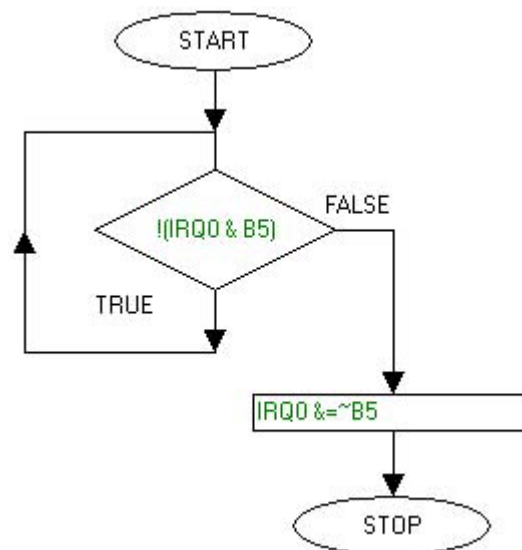 START
!(IRQ0 & B5)
FALSE
TRUE
IRQ0 &=~B5
STOP